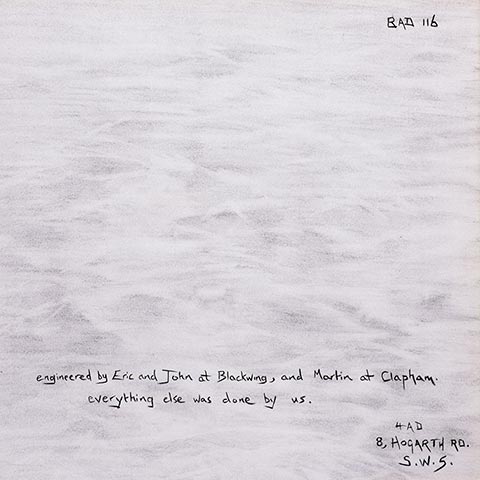 BAD 116
engineered by Eric and John at Blackwing, and Martin at Clapham.
everything else was done by us.
4AD
8, HOGARTH RD.
S.W.5.